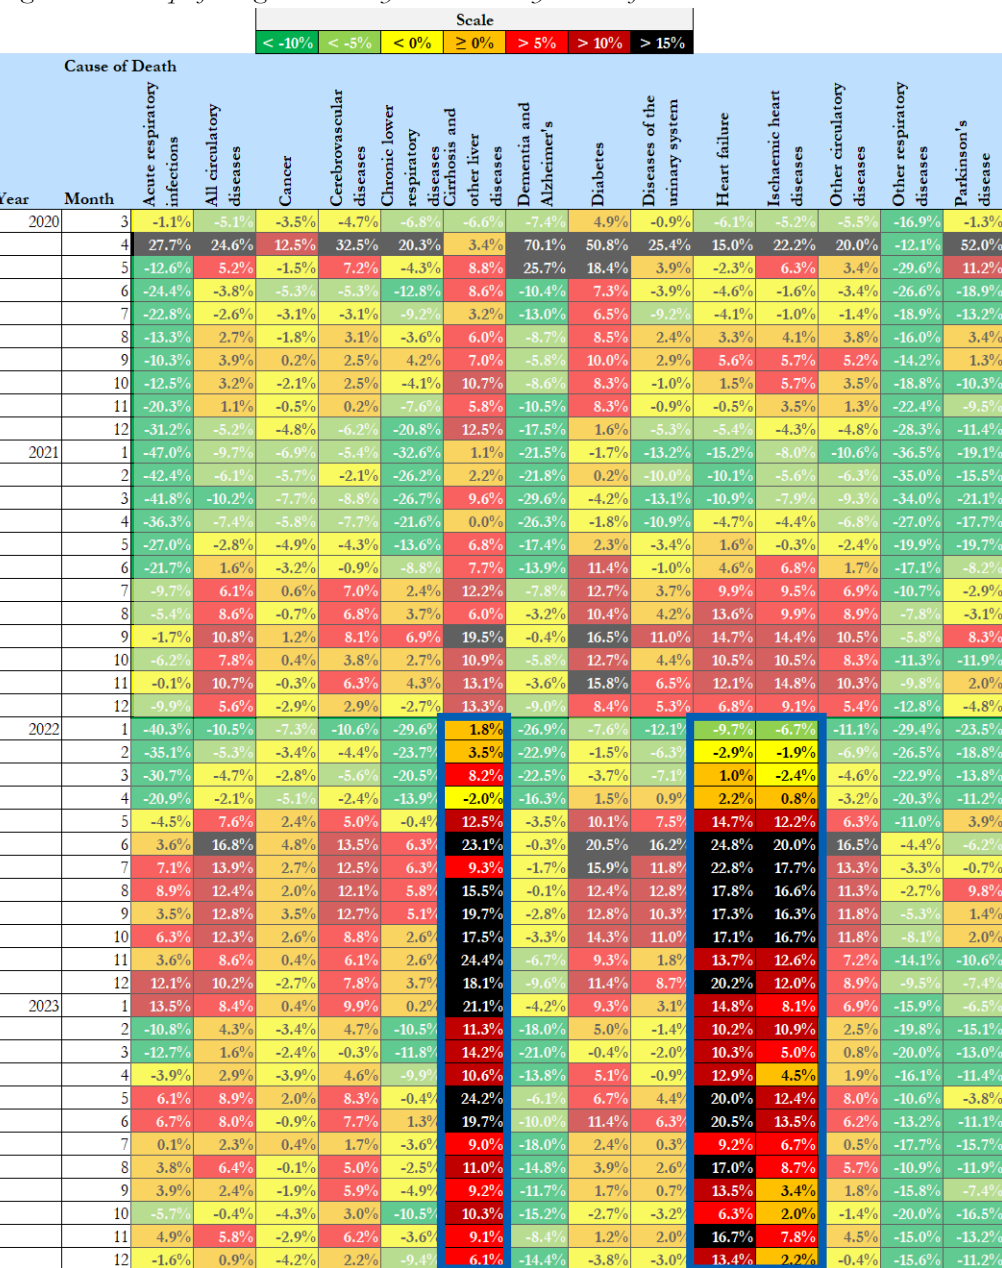 Scale
< -10% < -5% < 0% ≥ 0% > 5% > 10% > 15%
Cause of Death
Year Month
Acute respiratory
infections
All circulatory
diseases
Cancer
Cerebrovascular
diseases
Chronic lower
respiratory
diseases
Cirrhosis and
other liver
diseases
Dementia and
Alzheimer's
Diabetes
Diseases of the
urinary system
Heart failure
Ischaemic heart
diseases
Other circulatory
diseases
Other respiratory
diseases
Parkinson's
disease
2020 3 -1.1% -5.1% -3.5% -4.7% -6.8% -6.6% -7.4% 4.9% -0.9% -6.1% -5.2% -5.5% -16.9% -1.3%
4 27.7% 24.6% 12.5% 32.5% 20.3% 3.4% 70.1% 50.8% 25.4% 15.0% 22.2% 20.0% -12.1% 52.0%
5 -12.6% 5.2% -1.5% 7.2% -4.3% 8.8% 25.7% 18.4% 3.9% -2.3% 6.3% 3.4% -29.6% 11.2%
6 -24.4% -3.8% -5.3% -5.3% -12.8% 8.6% -10.4% 7.3% -3.9% -4.6% -1.6% -3.4% -26.6% -18.9%
7 -22.8% -2.6% -3.1% -3.1% -9.2% 3.2% -13.0% 6.5% -9.2% -4.1% -1.0% -1.4% -18.9% -13.2%
8 -13.3% 2.7% -1.8% 3.1% -3.6% 6.0% -8.7% 8.5% 2.4% 3.3% 4.1% 3.8% -16.0% 3.4%
9 -10.3% 3.9% 0.2% 2.5% 4.2% 7.0% -5.8% 10.0% 2.9% 5.6% 5.7% 5.2% -14.2% 1.3%
10 -12.5% 3.2% -2.1% 2.5% -4.1% 10.7% -8.6% 8.3% -1.0% 1.5% 5.7% 3.5% -18.8% -10.3%
11 -20.3% 1.1% -0.5% 0.2% -7.6% 5.8% -10.5% 8.3% -0.9% -0.5% 3.5% 1.3% -22.4% -9.5%
12 -31.2% -5.2% -4.8% -6.2% -20.8% 12.5% -17.5% 1.6% -5.3% -5.4% -4.3% -4.8% -28.3% -11.4%
2021 1 -47.0% -9.7% -6.9% -5.4% -32.6% 1.1% -21.5% -1.7% -13.2% -15.2% -8.0% -10.6% -36.5% -19.1%
2 -42.4% -6.1% -5.7% -2.1% -26.2% 2.2% -21.8% 0.2% -10.0% -10.1% -5.6% -6.3% -35.0% -15.5%
3 -41.8% -10.2% -7.7% -8.8% -26.7% 9.6% -29.6% -4.2% -13.1% -10.9% -7.9% -9.3% -34.0% -21.1%
4 -36.3% -7.4% -5.8% -7.7% -21.6% 0.0% -26.3% -1.8% -10.9% -4.7% -4.4% -6.8% -27.0% -17.7%
5 -27.0% -2.8% -4.9% -4.3% -13.6% 6.8% -17.4% 2.3% -3.4% 1.6% -0.3% -2.4% -19.9% -19.7%
6 -21.7% 1.6% -3.2% -0.9% -8.8% 7.7% -13.9% 11.4% -1.0% 4.6% 6.8% 1.7% -17.1% -8.2%
7 -9.7% 6.1% 0.6% 7.0% 2.4% 12.2% -7.8% 12.7% 3.7% 9.9% 9.5% 6.9% -10.7% -2.9%
8 -5.4% 8.6% -0.7% 6.8% 3.7% 6.0% -3.2% 10.4% 4.2% 13.6% 9.9% 8.9% -7.8% -3.1%
9 -1.7% 10.8% 1.2% 8.1% 6.9% 19.5% -0.4% 16.5% 11.0% 14.7% 14.4% 10.5% -5.8% 8.3%
10 -6.2% 7.8% 0.4% 3.8% 2.7% 10.9% -5.8% 12.7% 4.4% 10.5% 10.5% 8.3% -11.3% -11.9%
11 -0.1% 10.7% -0.3% 6.3% 4.3% 13.1% -3.6% 15.8% 6.5% 12.1% 14.8% 10.3% -9.8% 2.0%
12 -9.9% 5.6% -2.9% 2.9% -2.7% 13.3% -9.0% 8.4% 5.3% 6.8% 9.1% 5.4% -12.8% -4.8%
2022 1 -40.3% -10.5% -7.3% -10.6% -29.6% 1.8% -26.9% -7.6% -12.1% -9.7% -6.7% -11.1% -29.4% -23.5%
2 -35.1% -5.3% -3.4% -4.4% -23.7% 3.5% -22.9% -1.5% -6.3% -2.9% -1.9% -6.9% -26.5% -18.8%
3 -30.7% -4.7% -2.8% -5.6% -20.5% 8.2% -22.5% -3.7% -7.1% 1.0% -2.4% -4.6% -22.9% -13.8%
4 -20.9% -2.1% -5.1% -2.4% -13.9% -2.0% -16.3% 1.5% 0.9% 2.2% 0.8% -3.2% -20.3% -11.2%
5 -4.5% 7.6% 2.4% 5.0% -0.4% 12.5% -3.5% 10.1% 7.5% 14.7% 12.2% 6.3% -11.0% 3.9%
6 3.6% 16.8% 4.8% 13.5% 6.3% 23.1% -0.3% 20.5% 16.2% 24.8% 20.0% 16.5% -4.4% -6.2%
7 7.1% 13.9% 2.7% 12.5% 6.3% 9.3% -1.7% 15.9% 11.8% 22.8% 17.7% 13.3% -3.3% -0.7%
8 8.9% 12.4% 2.0% 12.1% 5.8% 15.5% -0.1% 12.4% 12.8% 17.8% 16.6% 11.3% -2.7% 9.8%
9 3.5% 12.8% 3.5% 12.7% 5.1% 19.7% -2.8% 12.8% 10.3% 17.3% 16.3% 11.8% -5.3% 1.4%
10 6.3% 12.3% 2.6% 8.8% 2.6% 17.5% -3.3% 14.3% 11.0% 17.1% 16.7% 11.8% -8.1% 2.0%
11 3.6% 8.6% 0.4% 6.1% 2.6% 24.4% -6.7% 9.3% 1.8% 13.7% 12.6% 7.2% -14.1% -10.6%
12 12.1% 10.2% -2.7% 7.8% 3.7% 18.1% -9.6% 11.4% 8.7% 20.2% 12.0% 8.9% -9.5% -7.4%
2023 1 13.5% 8.4% 0.4% 9.9% 0.2% 21.1% -4.2% 9.3% 3.1% 14.8% 8.1% 6.9% -15.9% -6.5%
2 -10.8% 4.3% -3.4% 4.7% -10.5% 11.3% -18.0% 5.0% -1.4% 10.2% 10.9% 2.5% -19.8% -15.1%
3 -12.7% 1.6% -2.4% -0.3% -11.8% 14.2% -21.0% -0.4% -2.0% 10.3% 5.0% 0.8% -20.0% -13.0%
4 -3.9% 2.9% -3.9% 4.6% -9.9% 10.6% -13.8% 5.1% -0.9% 12.9% 4.5% 1.9% -16.1% -11.4%
5 6.1% 8.9% 2.0% 8.3% -0.4% 24.2% -6.1% 6.7% 4.4% 20.0% 12.4% 8.0% -10.6% -3.8%
6 6.7% 8.0% -0.9% 7.7% 1.3% 19.7% -10.0% 11.4% 6.3% 20.5% 13.5% 6.2% -13.2% -11.1%
7 0.1% 2.3% 0.4% 1.7% -3.6% 9.0% -18.0% 2.4% 0.3% 9.2% 6.7% 0.5% -17.7% -15.7%
8 3.8% 6.4% -0.1% 5.0% -2.5% 11.0% -14.8% 3.9% 2.6% 17.0% 8.7% 5.7% -10.9% -11.9%
9 3.9% 2.4% -1.9% 5.9% -4.9% 9.2% -11.7% 1.7% 0.7% 13.5% 3.4% 1.8% -15.8% -7.4%
10 -5.7% -0.4% -4.3% 3.0% -10.5% 10.3% -15.2% -2.7% -3.2% 6.3% 2.0% -1.4% -20.0% -16.5%
11 4.9% 5.8% -2.9% 6.2% -3.6% 9.1% -8.4% 1.2% 2.0% 16.7% 7.8% 4.5% -15.0% -13.2%
12 -1.6% 0.9% -4.2% 2.2% -9.4% 6.1% -14.4% -3.8% -3.0% 13.4% 2.2% -0.4% -15.6% -11.2%